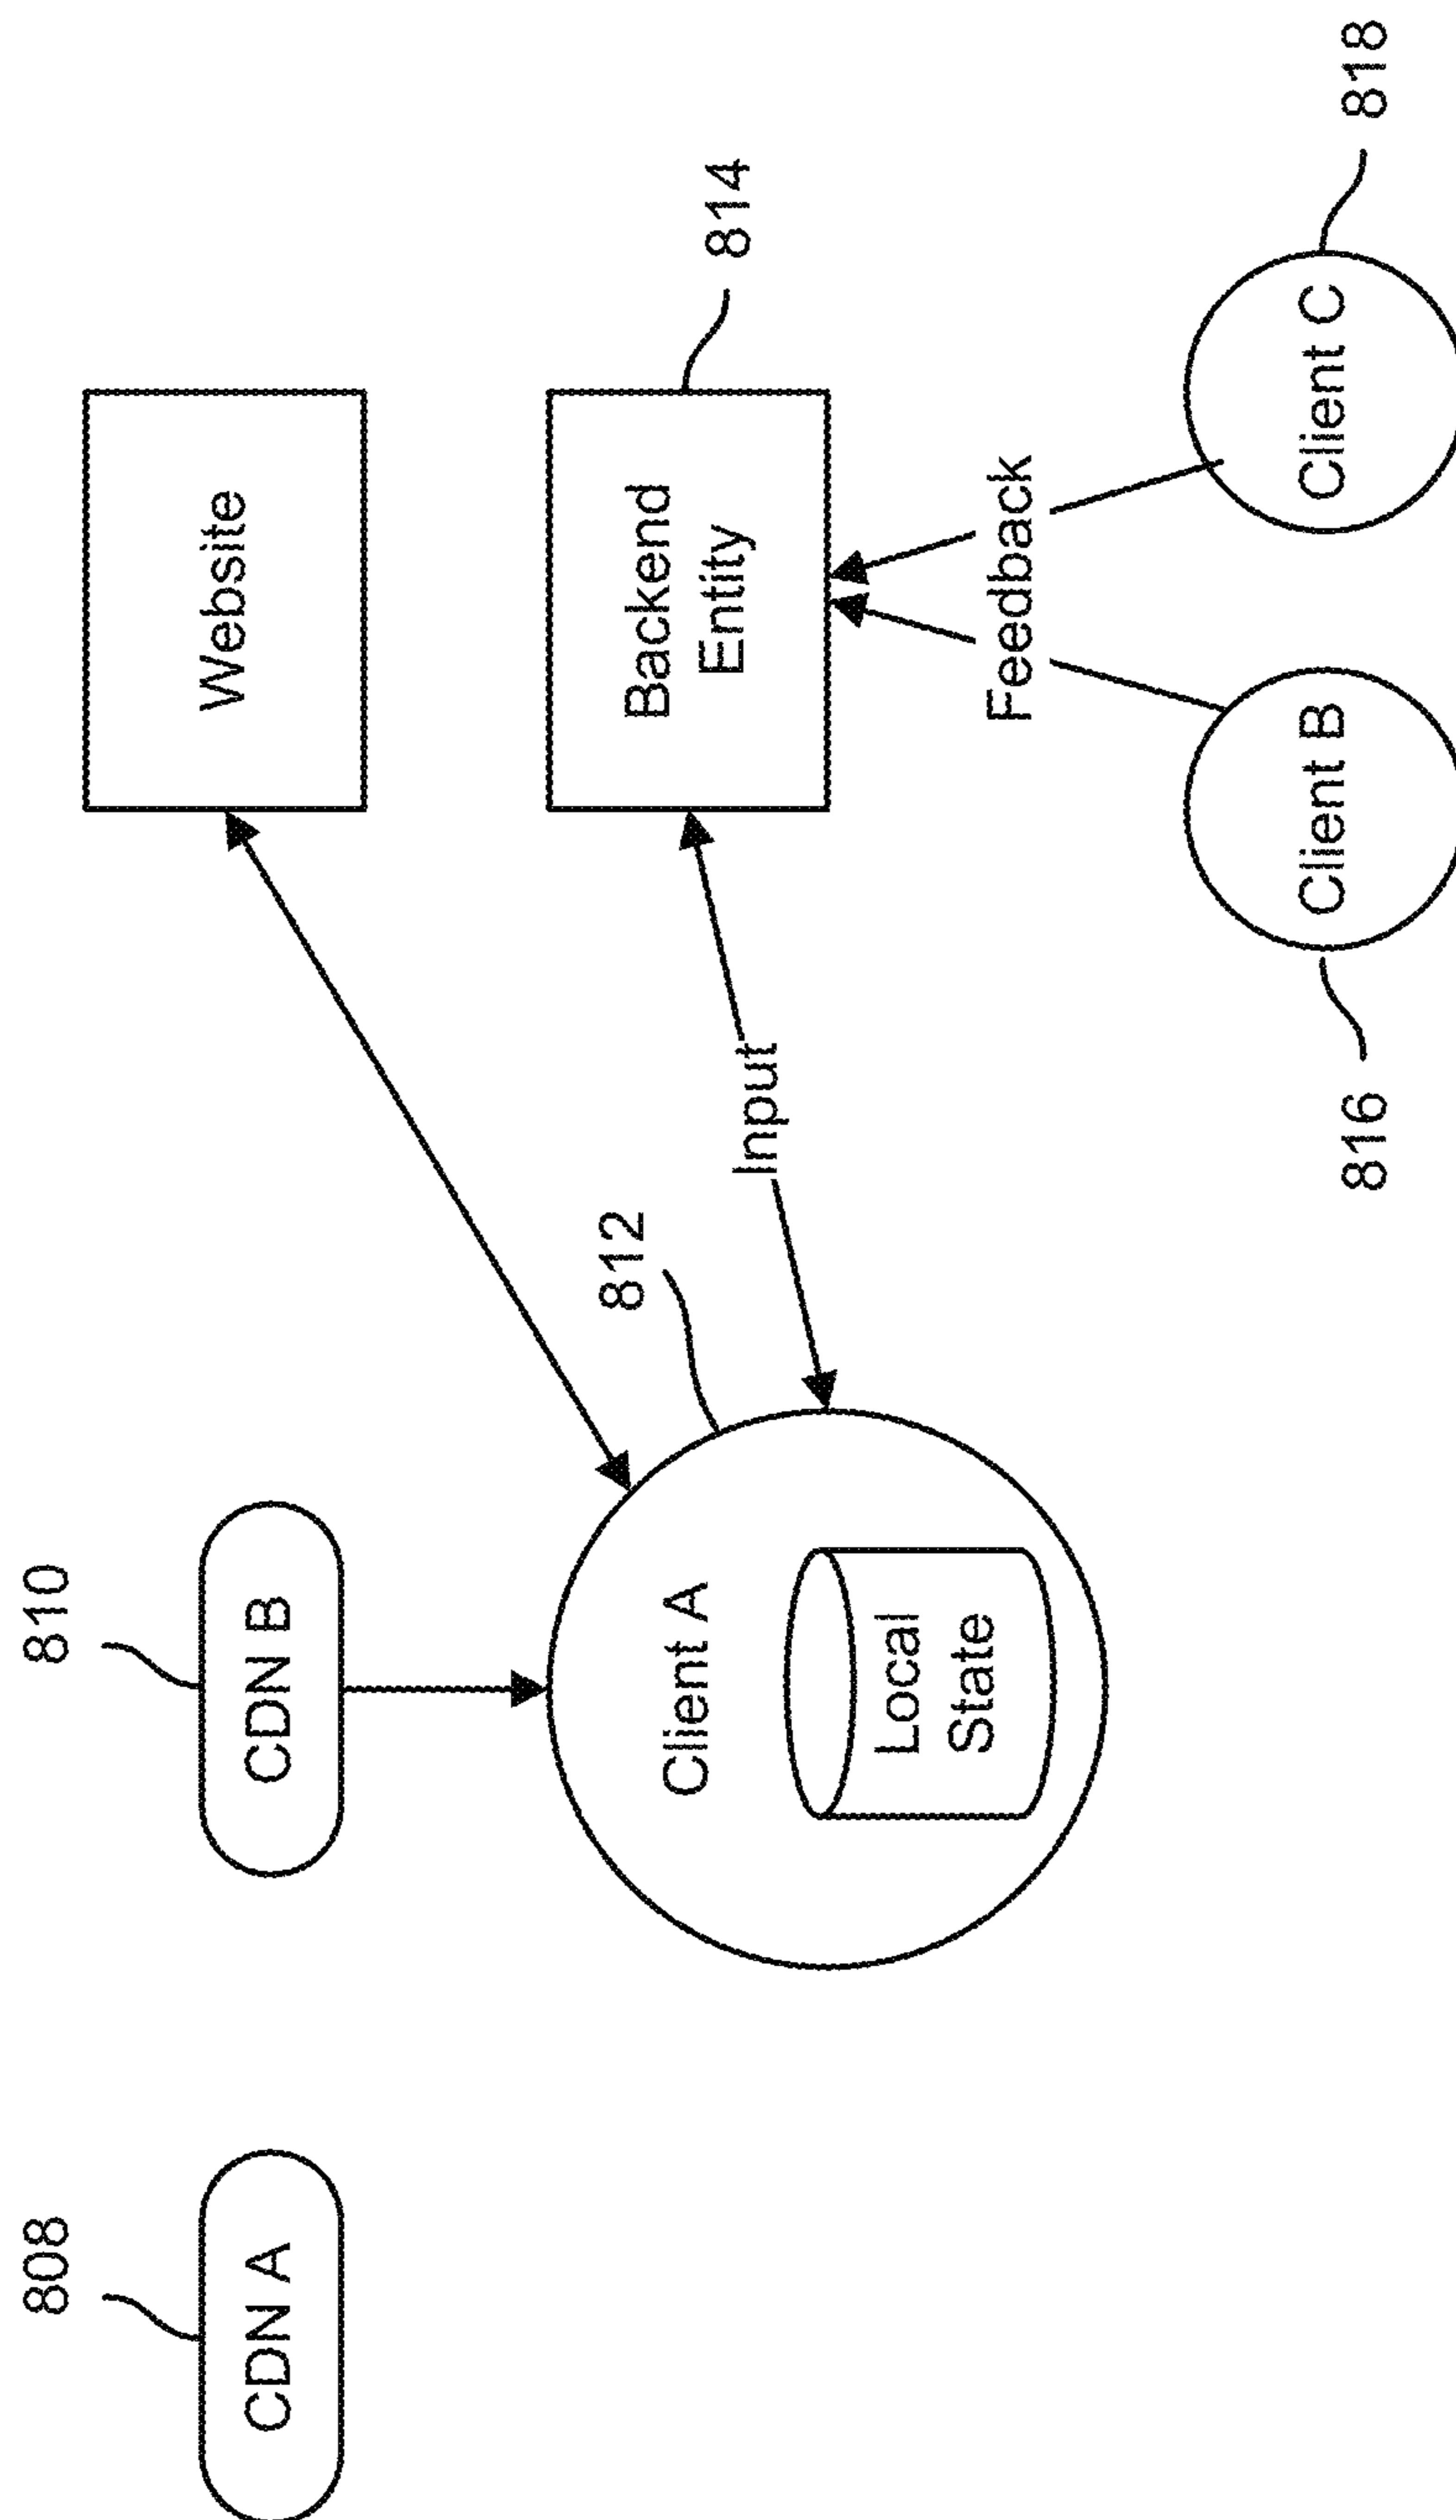 808
810
CDN A
CDN B
Website
812
Client A
Local
State
Input
Backend
Entity
814
Feedback
816
Client B
Client C
818